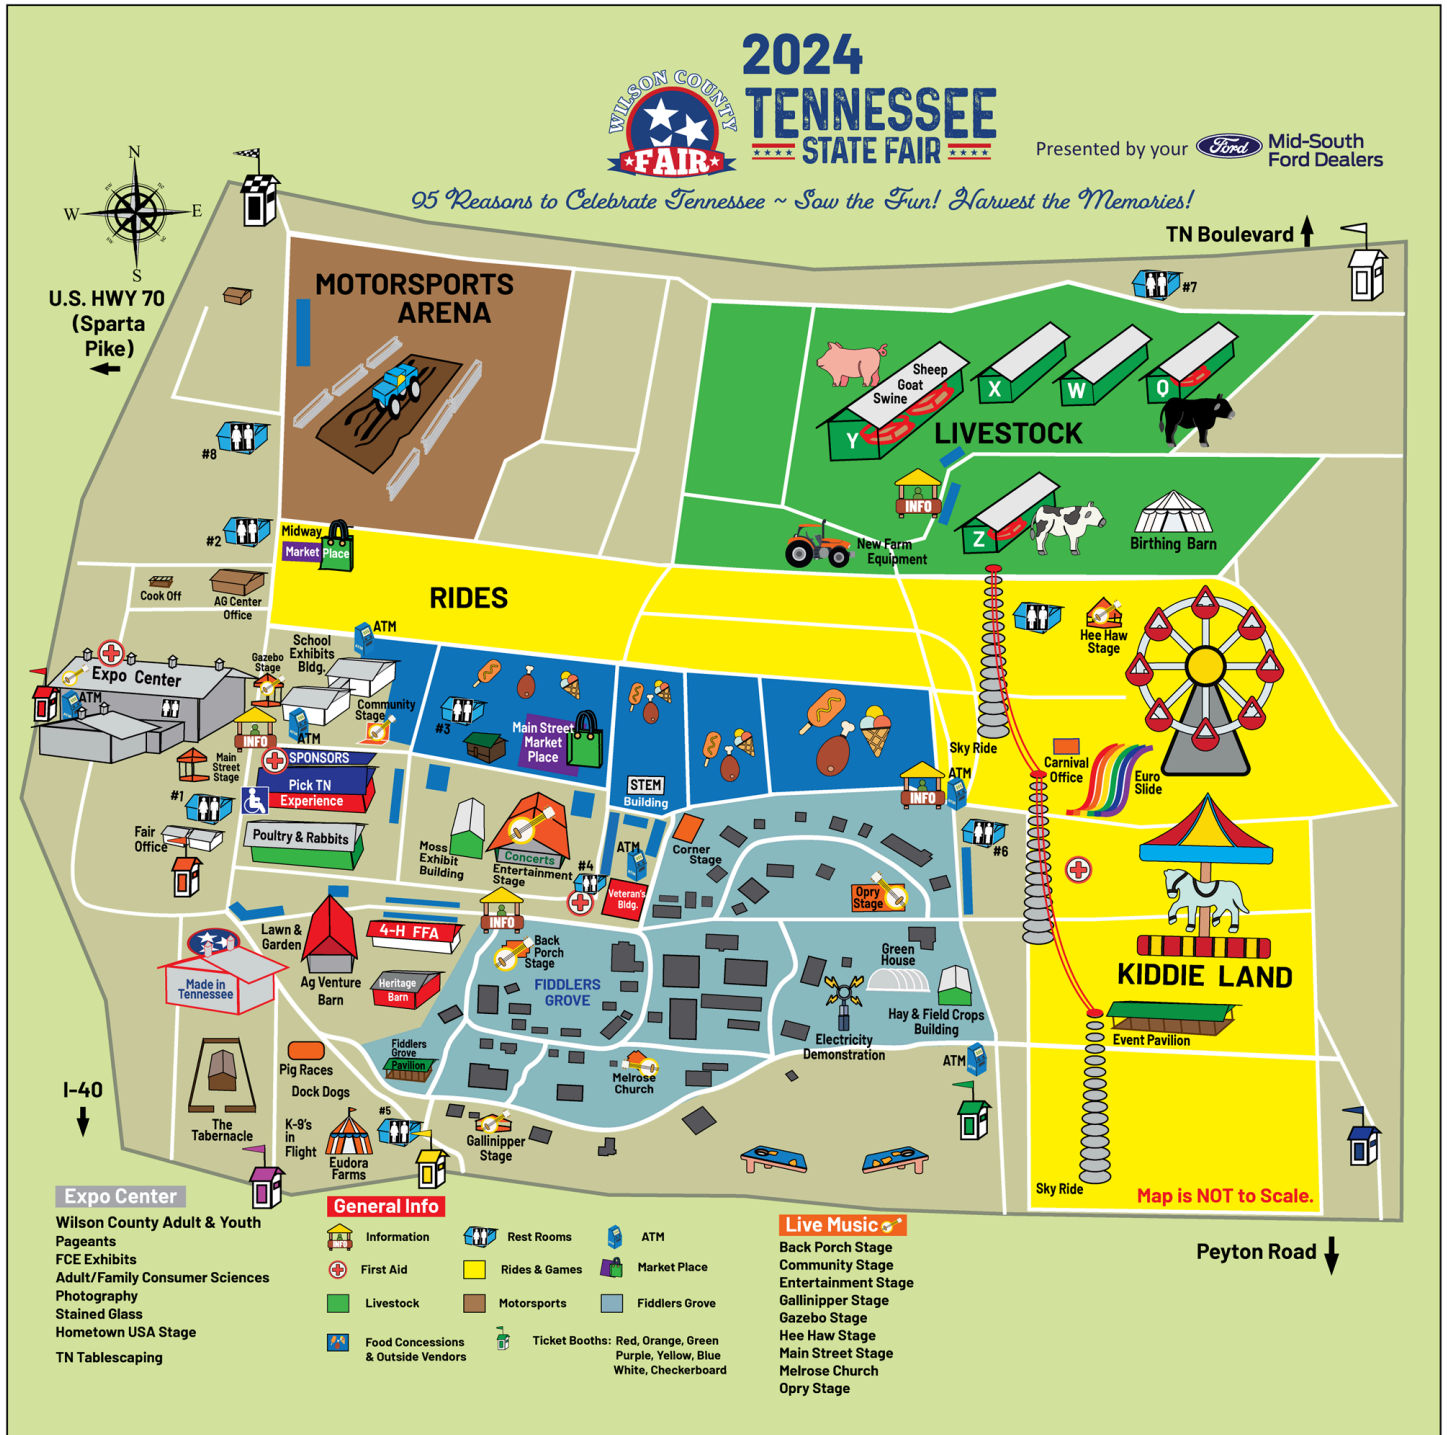 2024
WILSON COUNTY
FAIR
TENNESSEE
STATE FAIR
Presented by your
Ford
Mid-South
Ford Dealers
95 Reasons to Celebrate Tennessee ~ Sow the Fun! Harvest the Memories!
N
W
E
S
U.S. HWY 70
(Sparta
Pike)
TN Boulevard
#7
MOTORSPORTS
ARENA
Sheep
Goat
Swine
Y
X
W
Q
LIVESTOCK
#8
INFO
Z
Birthing Barn
New Farm
Equipment
#2
Midway
Market Place
Cook Off
AG Center
Office
RIDES
Hee Haw
Stage
ATM
School
Exhibits
Bldg.
Gazebo
Stage
Expo Center
ATM
Community
Stage
INFO
ATM
#3
Main Street
Market
Place
Sky Ride
Carnival
Office
Euro
Slide
Main
Street
Stage
SPONSORS
Pick TN
Experience
STEM
Building
INFO
ATM
#1
Fair
Office
Poultry & Rabbits
Moss
Exhibit
Building
Concerts
Entertainment
Stage
#4
ATM
Veteran's
Bldg.
Corner
Stage
#6
Opry
Stage
Lawn &
Garden
4-H FFA
INFO
Back
Porch
Stage
FIDDLERS
GROVE
Green
House
KIDDIE LAND
Made in
Tennessee
Ag Venture
Barn
Heritage
Barn
Hay & Field Crops
Building
Electricity
Demonstration
Event Pavilion
Fiddlers
Grove
Pavilion
Melrose
Church
ATM
I-40
Pig Races
Dock Dogs
The
Tabernacle
K-9's
in
Flight
#5
Eudora
Farms
Gallinipper
Stage
Sky Ride
Map is NOT to Scale.
Peyton Road
Expo Center
Wilson County Adult & Youth
Pageants
FCE Exhibits
Adult/Family Consumer Sciences
Photography
Stained Glass
Hometown USA Stage
TN Tablescaping
General Info
INFO
Information
Rest Rooms
ATM
First Aid
Rides & Games
Market Place
Livestock
Motorsports
Fiddlers Grove
Food Concessions
& Outside Vendors
Ticket Booths: Red, Orange, Green
Purple, Yellow, Blue
White, Checkerboard
Live Music
Back Porch Stage
Community Stage
Entertainment Stage
Gallinipper Stage
Gazebo Stage
Hee Haw Stage
Main Street Stage
Melrose Church
Opry Stage